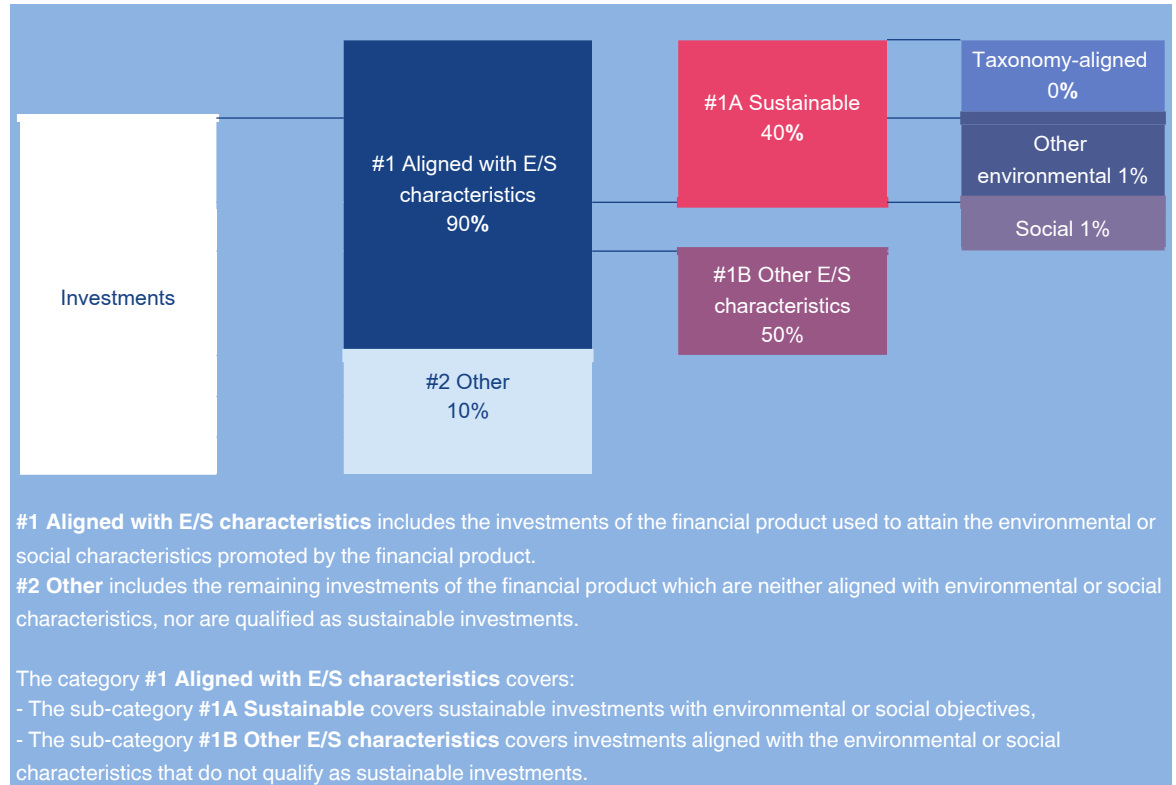 Investments
#1 Aligned with E/S
characteristics
90%
#2 Other
10%
#1A Sustainable
40%
#1B Other E/S
characteristics
50%
Taxonomy-aligned
0%
Other
environmental 1%
Social 1%
#1 Aligned with E/S characteristics includes the investments of the financial product used to attain the environmental or
social characteristics promoted by the financial product.
#2 Other includes the remaining investments of the financial product which are neither aligned with environmental or social
characteristics, nor are qualified as sustainable investments.
The category #1 Aligned with E/S characteristics covers:
- The sub-category #1A Sustainable covers sustainable investments with environmental or social objectives,
- The sub-category #1B Other E/S characteristics covers investments aligned with the environmental or social
characteristics that do not qualify as sustainable investments.